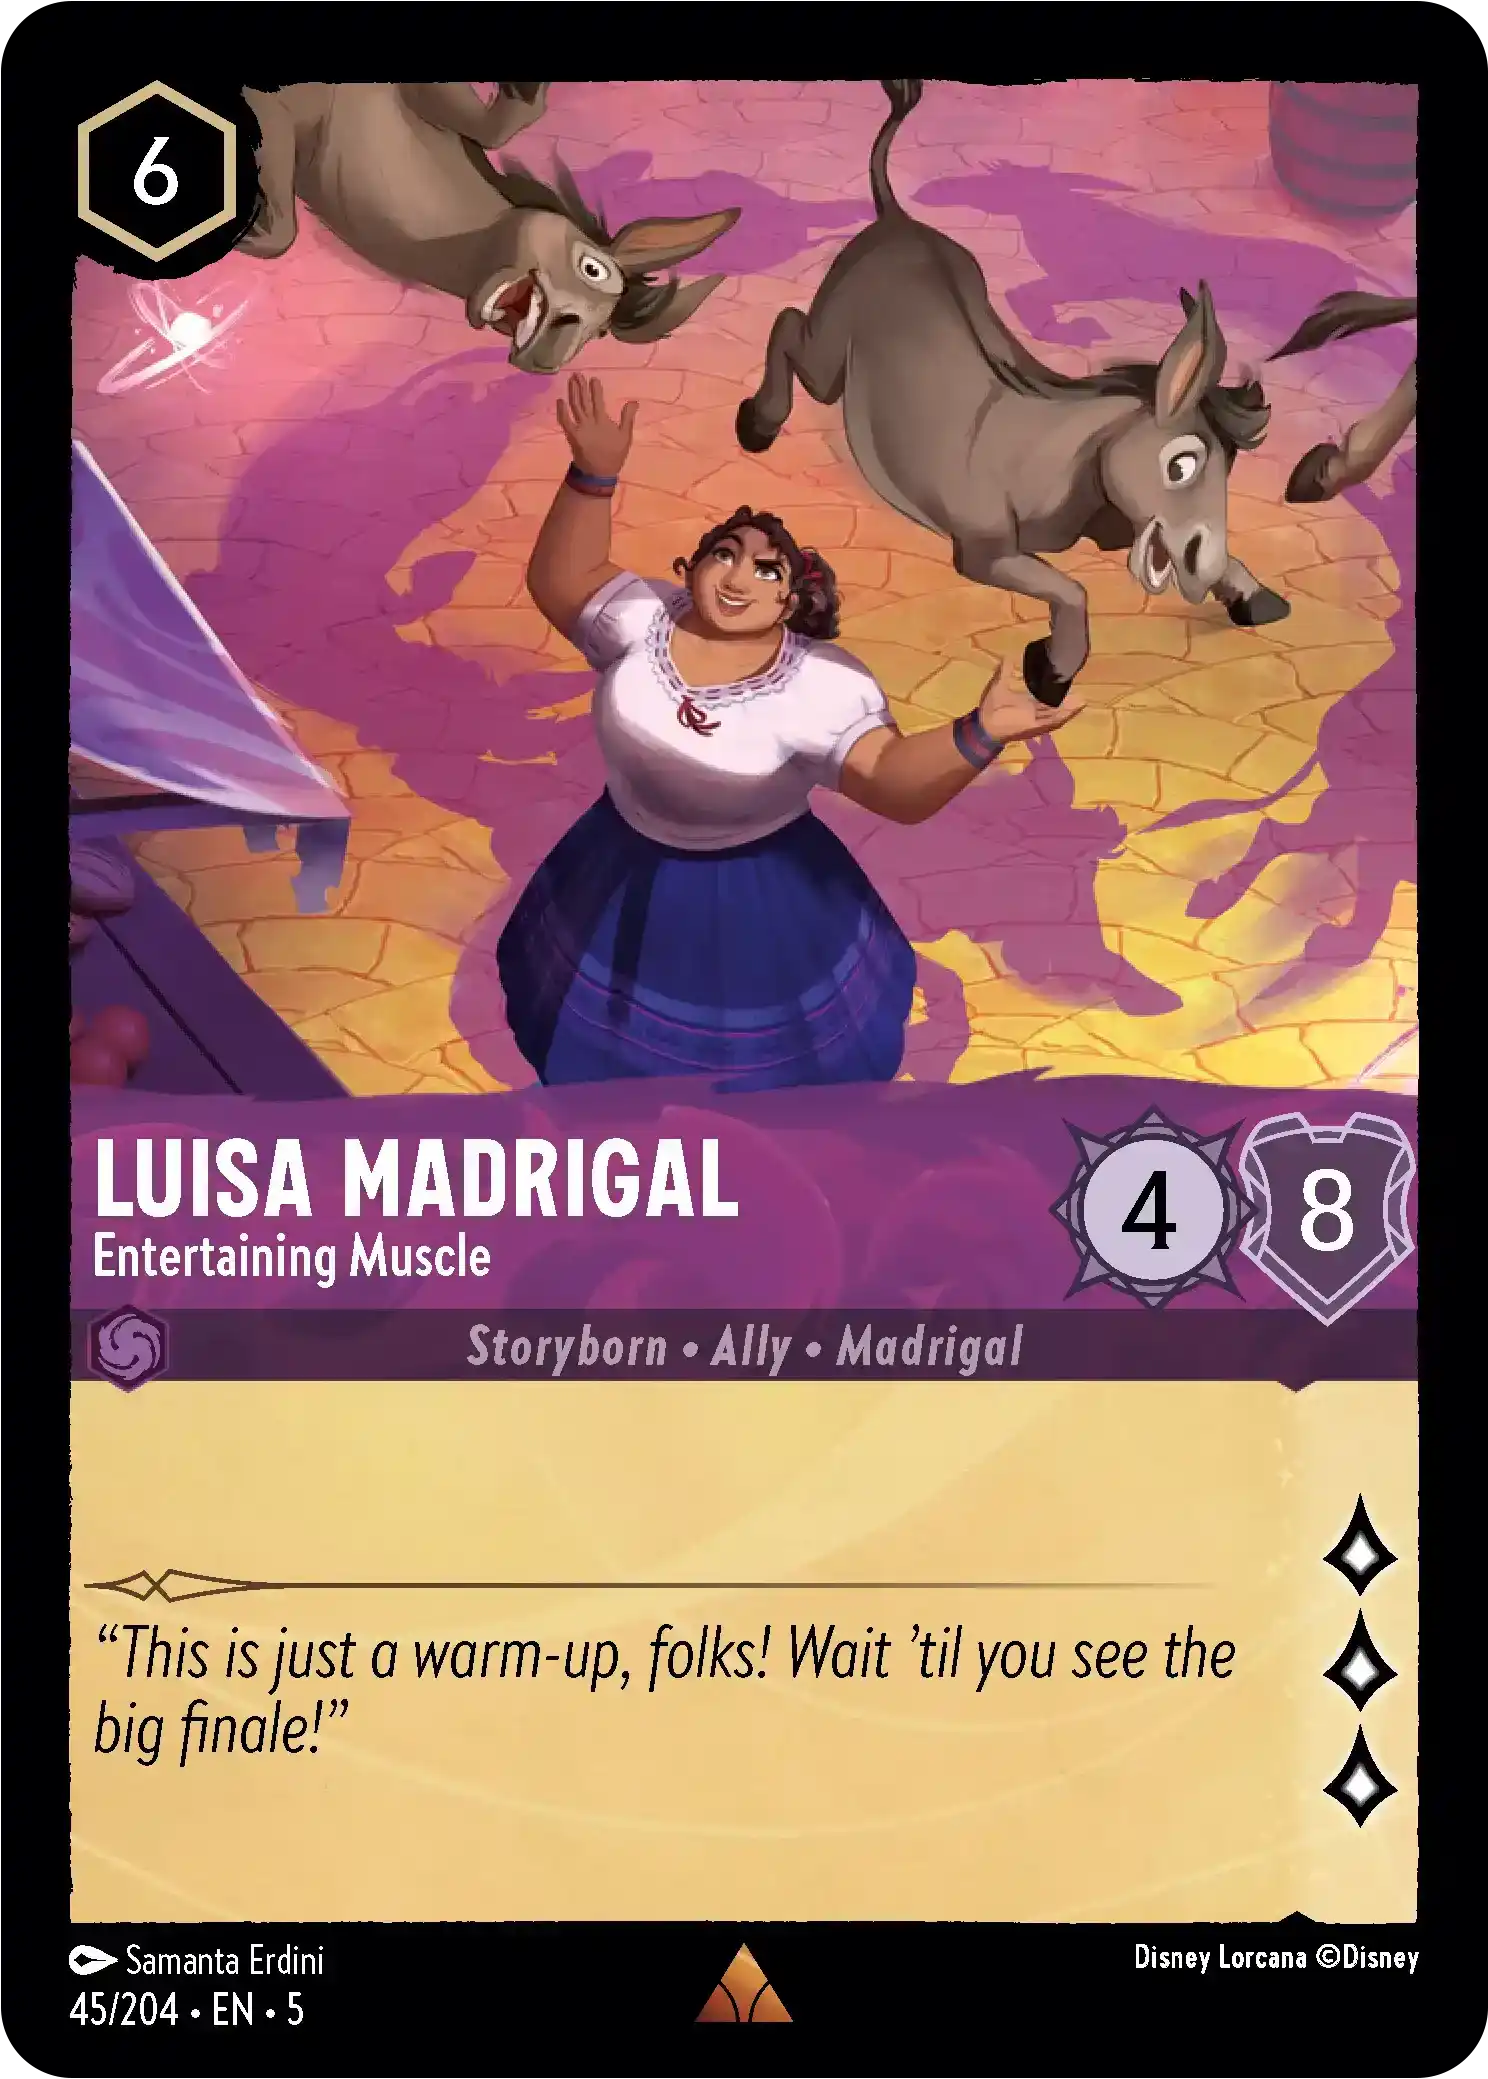 6
LUISA MADRIGAL
Entertaining Muscle
4
8
Storyborn • Ally • Madrigal
“This is just a warm-up, folks! Wait ’til you see the
big finale!”
Samanta Erdini
Disney Lorcana ©Disney
45/204 • EN • 5